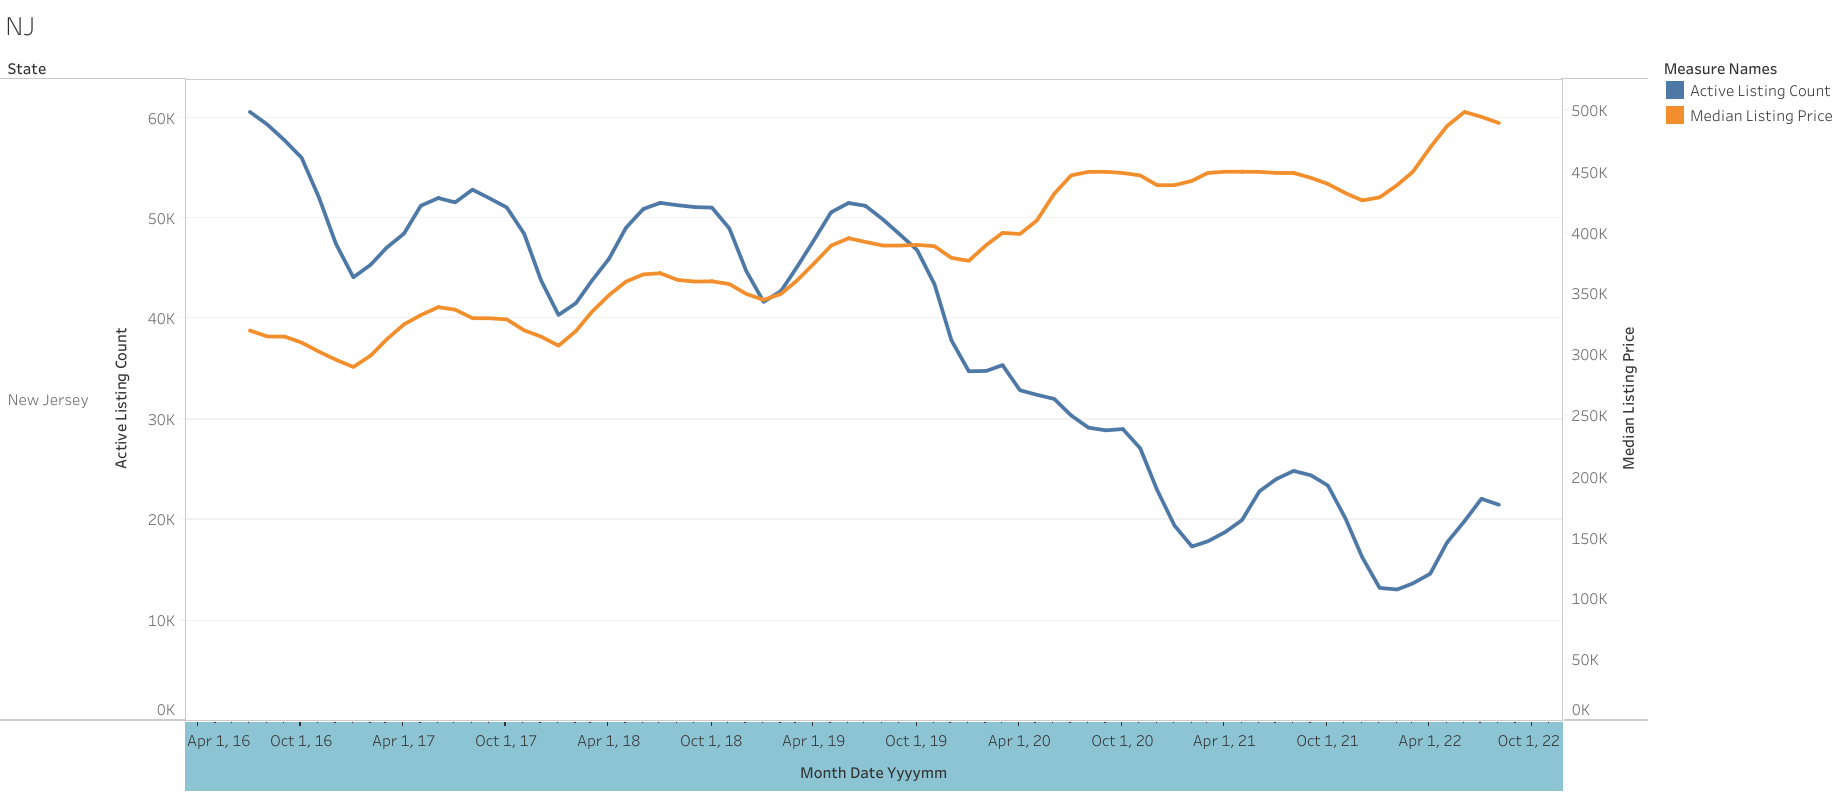 NJ
State
Measure Names
Active Listing Count
Median Listing Price
New Jersey
Active Listing Count
60K
50K
40K
30K
20K
10K
0K
500K
450K
400K
350K
300K
250K
200K
150K
100K
50K
0K
Median Listing Price
Apr 1, 16 Oct 1, 16 Apr 1, 17 Oct 1, 17 Apr 1, 18 Oct 1, 18 Apr 1, 19 Oct 1, 19 Apr 1, 20 Oct 1, 20 Apr 1, 21 Oct 1, 21 Apr 1, 22 Oct 1, 22
Month Date Yyyymm